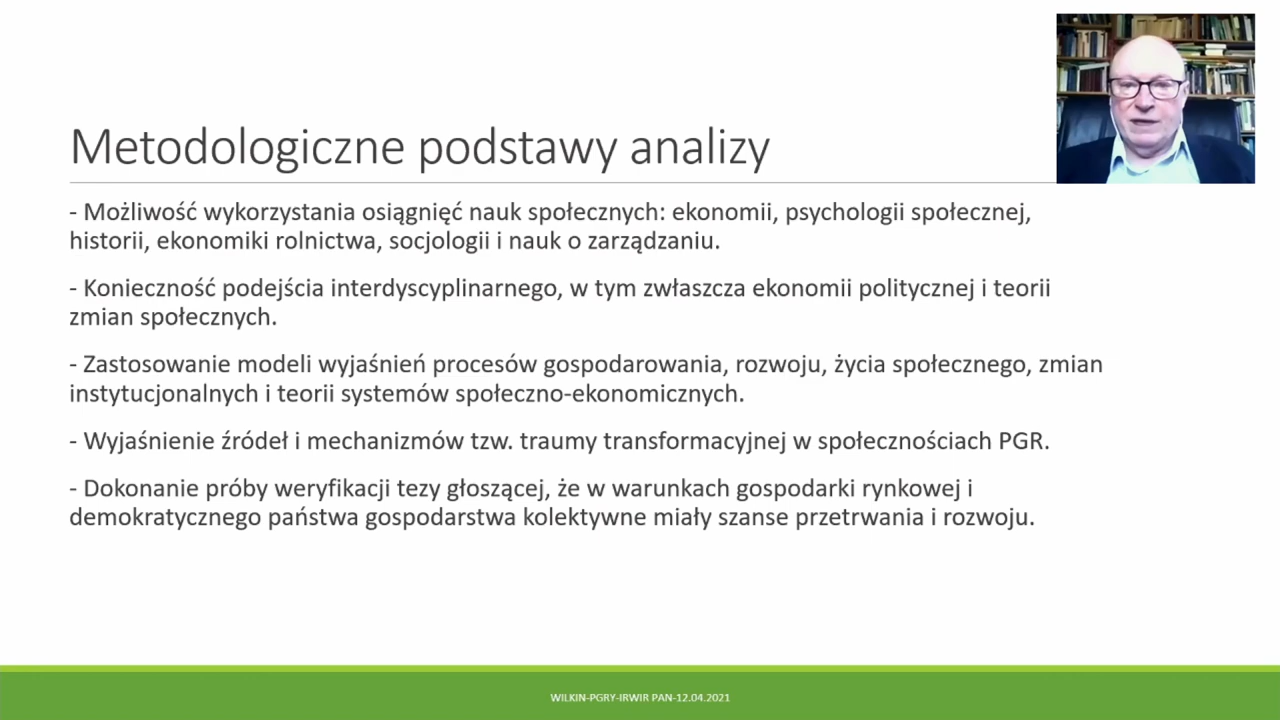 Metodologiczne podstawy analizy
- Możliwość wykorzystania osiągnięć nauk społecznych: ekonomii, psychologii społecznej,
historii, ekonomiki rolnictwa, socjologii i nauk o zarządzaniu.
- Konieczność podejścia interdyscyplinarnego, w tym zwłaszcza ekonomii politycznej i teorii
zmian społecznych.
- Zastosowanie modeli wyjaśnień procesów gospodarowania, rozwoju, życia społecznego, zmian
instytucjonalnych i teorii systemów społeczno-ekonomicznych.
- Wyjaśnienie źródeł i mechanizmów tzw. traumy transformacyjnej w społecznościach PGR.
- Dokonanie próby weryfikacji tezy głoszącej, że w warunkach gospodarki rynkowej i
demokratycznego państwa gospodarstwa kolektywne miały szanse przetrwania i rozwoju.
WILKIN-PGRY-IRWIR PAN-12.04.2021